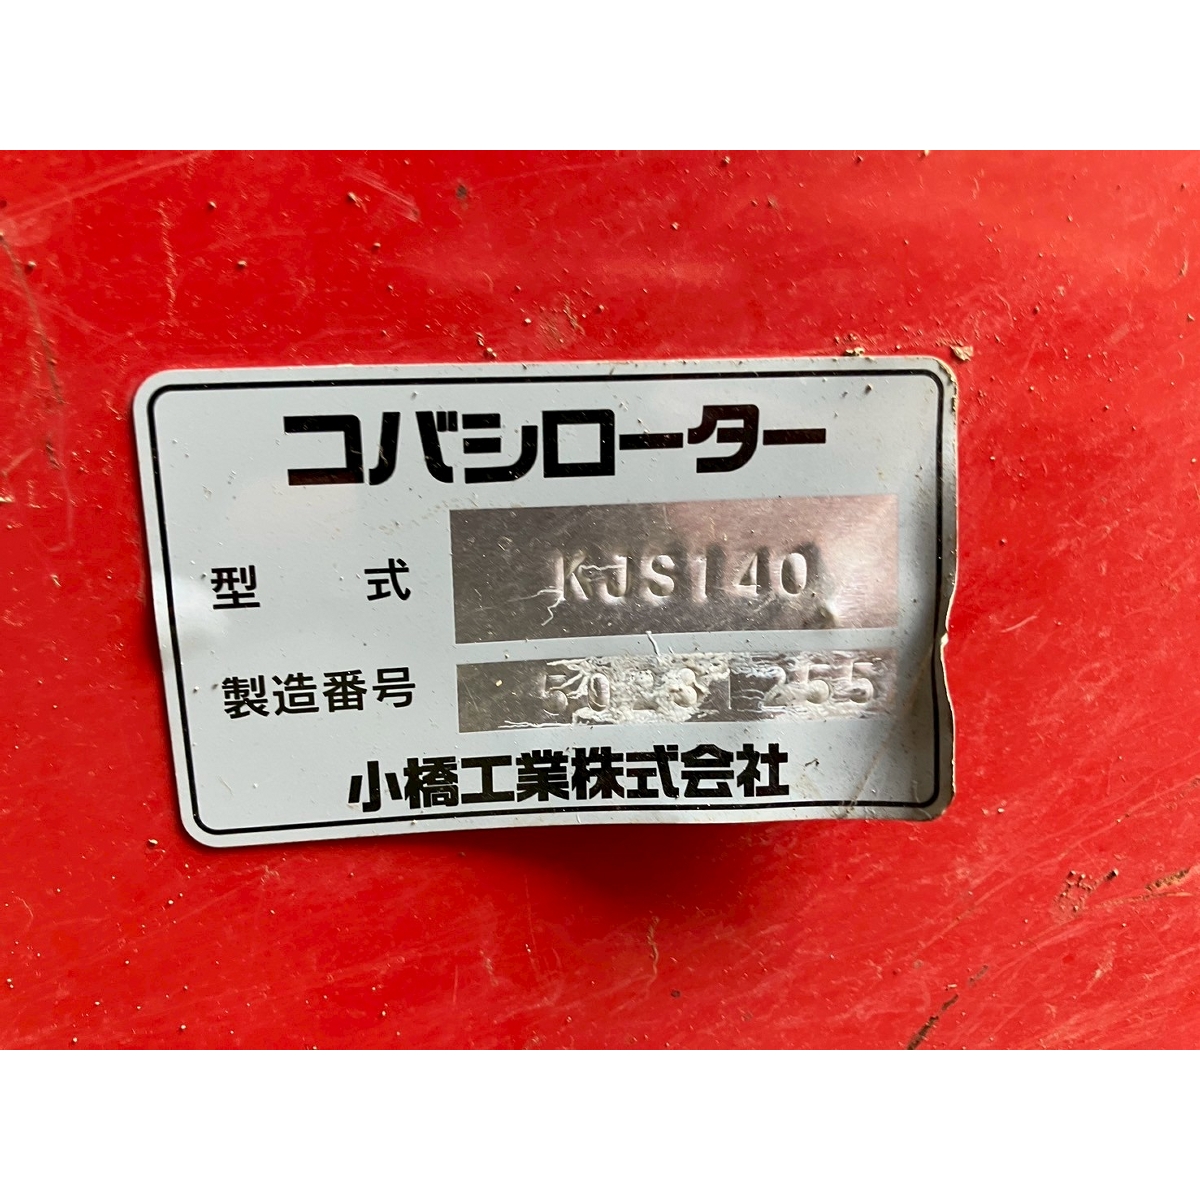 コバシローター
型 式 KJS140
製造番号
小橋工業株式会社